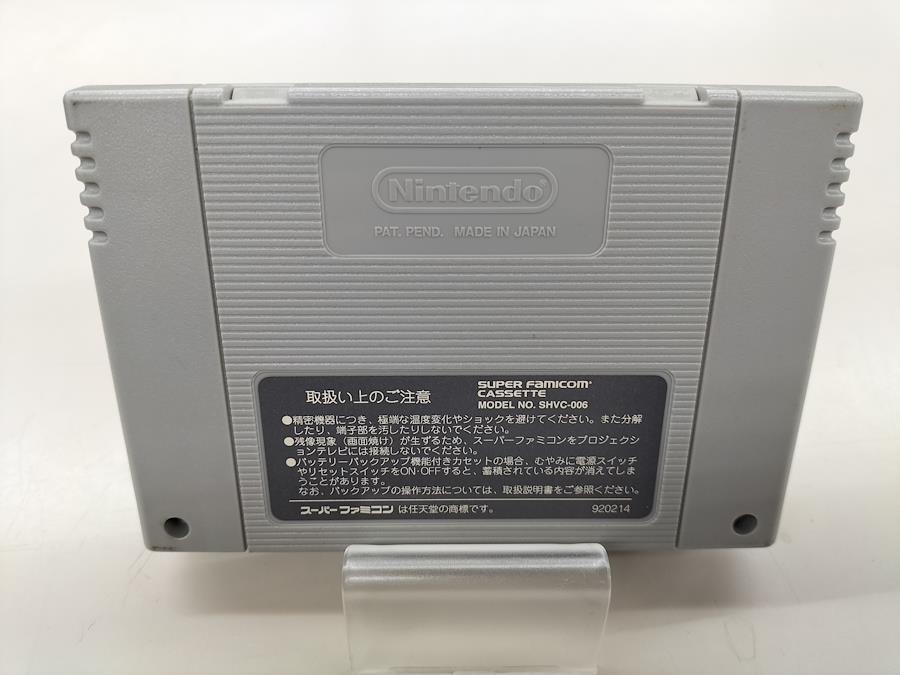 Nintendo®
PAT. PEND. MADE IN JAPAN
取扱い上のご注意
SUPER FAMICOM®
CASSETTE
MODEL NO. SHVC-006
●精密機器につき、極端な温度変化やショックを避けてください。また分解
したり、端子部を汚したりしないでください。
●残像現象（画面焼け）が生ずるため、スーパーファミコンをプロジェクシ
ョンテレビには接続しないでください。
●バッテリーバックアップ機能付きカセットの場合、むやみに電源スイッチ
やリセットスイッチをON・OFFすると、蓄積されている内容が消えてしま
うことがあります。
なお、バックアップの操作方法については、取扱説明書をご参照ください。
スーパーファミコンは任天堂の商標です。
920214